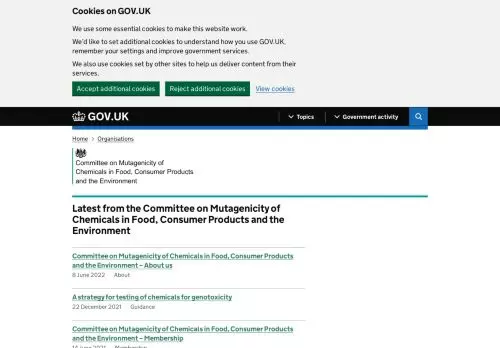 Cookies on GOV.UK
We use some essential cookies to make this website work.
We'd like to set additional cookies to understand how you use GOV.UK,
remember your settings and improve government services.
We also use cookies set by other sites to help us deliver content from their
services.
Accept additional cookies Reject additional cookies View cookies
GOV.UK Topics Government activity
Home Organisations
Committee on Mutagenicity of
Chemicals in Food, Consumer Products
and the Environment
Latest from the Committee on Mutagenicity of
Chemicals in Food, Consumer Products and the
Environment
Committee on Mutagenicity of Chemicals in Food, Consumer Products
and the Environment – About us
8 June 2022 About
A strategy for testing of chemicals for genotoxicity
22 December 2021 Guidance
Committee on Mutagenicity of Chemicals in Food, Consumer Products
and the Environment – Membership